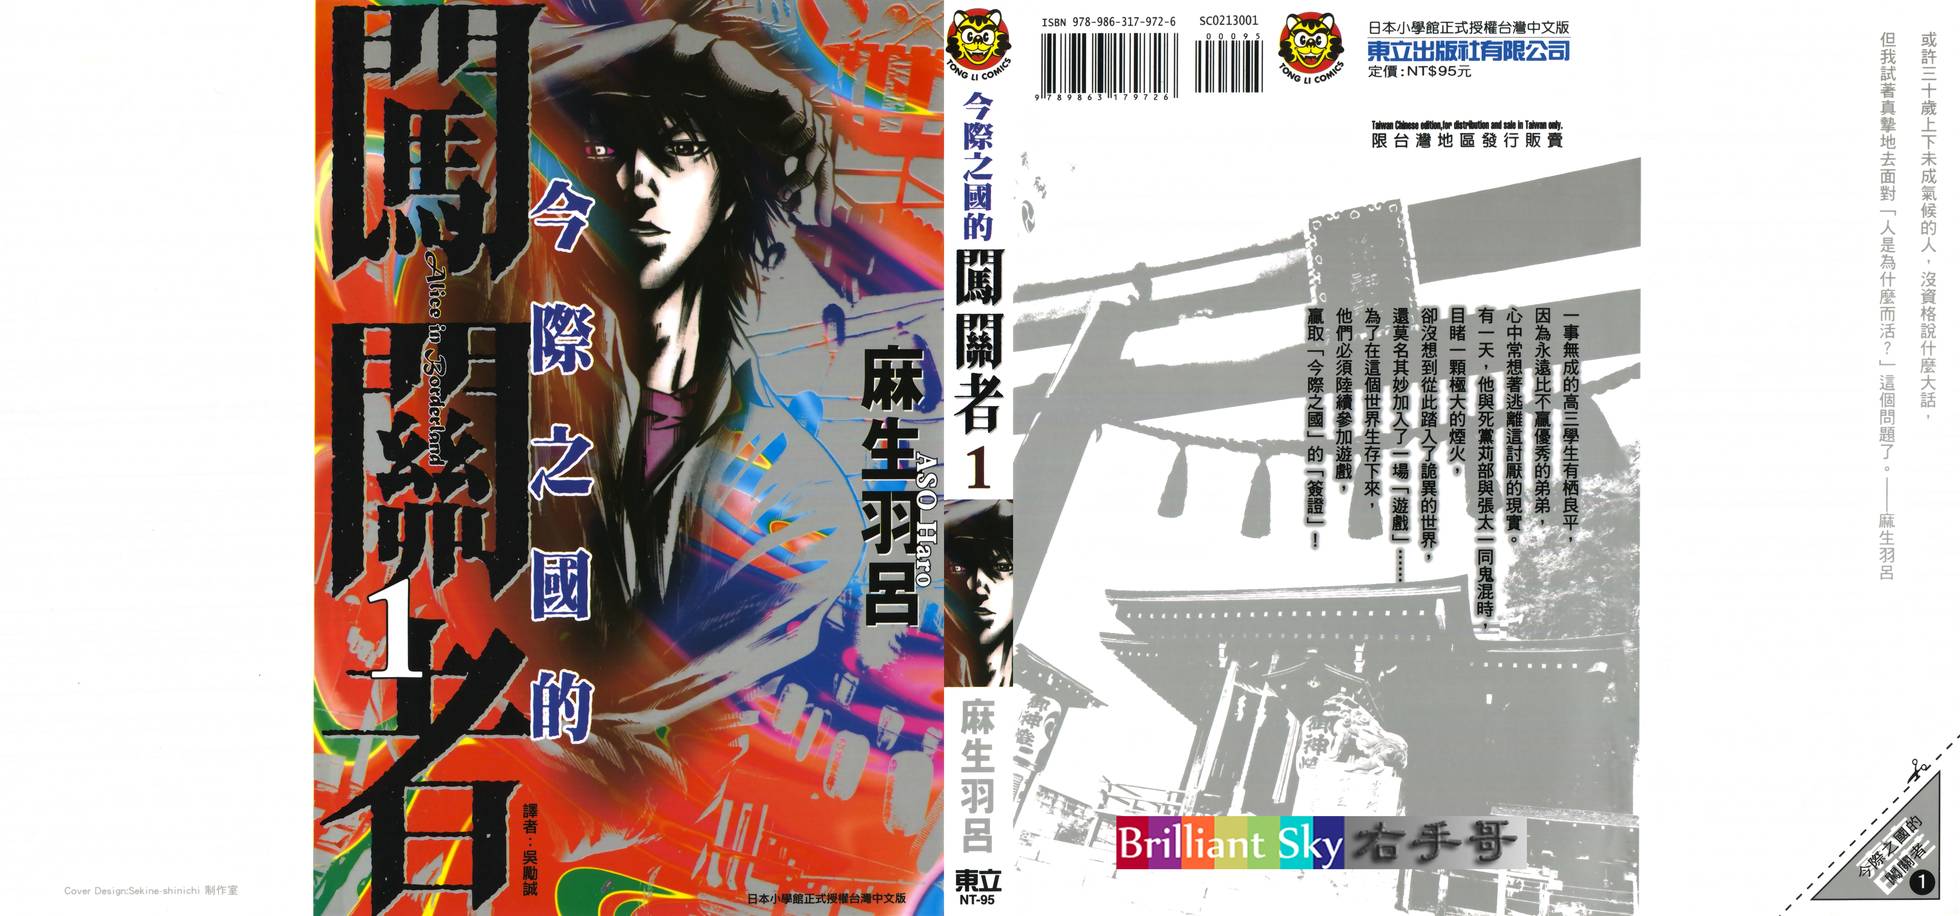 闖關者
今際之國的
Alice in Borderland
1
麻生羽呂
ASO Haro
譯者：吳勵誠
日本小學館正式授權台灣中文版
Cover Design:Sekine-shinichi 制作室
TONG LI COMICS
今際之國的
闖關者
1
麻生羽呂
東立
NT-95
ISBN 978-986-317-972-6
9 789863 179726
SC0213001
00095
TONG LI COMICS
日本小學館正式授權台灣中文版
東立出版社有限公司
定價:NT$95元
Taiwan Chinese edition,for distribution and sale in Taiwan only.
限台灣地區發行販賣
一事無成的高三學生有栖良平，
因為永遠比不贏優秀的弟弟，
心中常想著逃離這討厭的現實。
有一天，他與死黨苅部與張太一同鬼混時，
目睹一顆極大的煙火，
卻沒想到從此踏入了詭異的世界，
還莫名其妙加入了一場「遊戲」……
為了在這個世界生存下來，
他們必須陸續參加遊戲，
贏取「今際之國」的「簽證」！
御神燈
御神燈
Brilliant Sky 右手哥
或許三十歲上下未成氣候的人，沒資格說什麼大話，
但我試著真摯地去面對「人是為什麼而活？」這個問題了。——麻生羽呂
今際之國的
闖關者
1